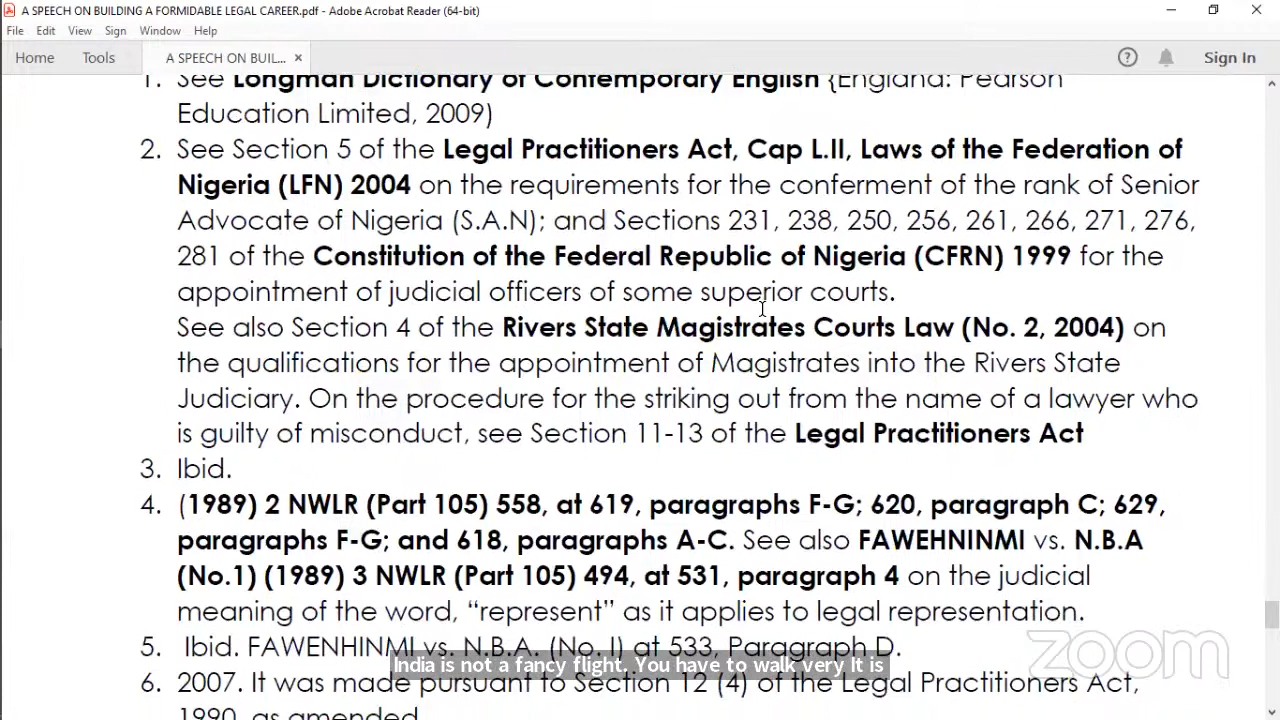 A SPEECH ON BUILDING A FORMIDABLE LEGAL CAREER.pdf - Adobe Acrobat Reader (64-bit)
File Edit View Sign Window Help
Home Tools A SPEECH ON BUIL... × Sign In
1. See Longman Dictionary of Contemporary English {England: Pearson
Education Limited, 2009)
2. See Section 5 of the Legal Practitioners Act, Cap L.II, Laws of the Federation of
Nigeria (LFN) 2004 on the requirements for the conferment of the rank of Senior
Advocate of Nigeria (S.A.N); and Sections 231, 238, 250, 256, 261, 266, 271, 276,
281 of the Constitution of the Federal Republic of Nigeria (CFRN) 1999 for the
appointment of judicial officers of some superior courts.
See also Section 4 of the Rivers State Magistrates Courts Law (No. 2, 2004) on
the qualifications for the appointment of Magistrates into the Rivers State
Judiciary. On the procedure for the striking out from the name of a lawyer who
is guilty of misconduct, see Section 11-13 of the Legal Practitioners Act
3. Ibid.
4. (1989) 2 NWLR (Part 105) 558, at 619, paragraphs F-G; 620, paragraph C; 629,
paragraphs F-G; and 618, paragraphs A-C. See also FAWEHNINMI vs. N.B.A
(No.1) (1989) 3 NWLR (Part 105) 494, at 531, paragraph 4 on the judicial
meaning of the word, “represent” as it applies to legal representation.
5. Ibid. FAWENHINMI vs. N.B.A. (No. I) at 533, Paragraph D.
India is not a fancy flight. You have to walk very It is
6. 2007. It was made pursuant to Section 12 (4) of the Legal Practitioners Act,
1990, as amended
zoom